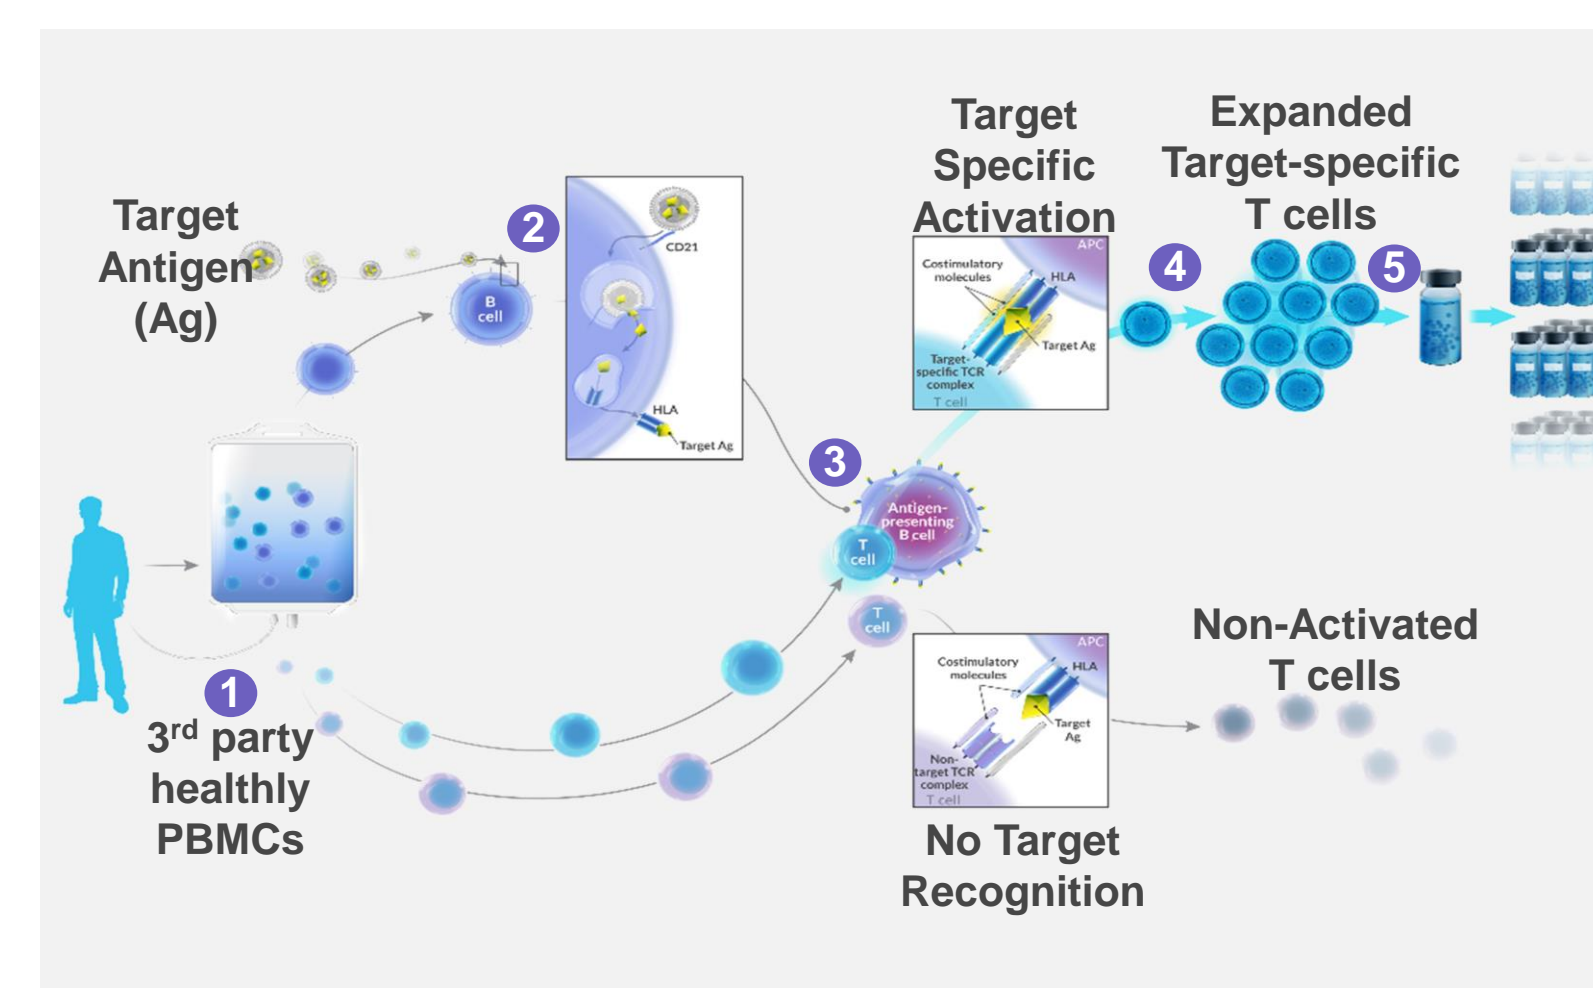 Target
Antigen
(Ag)
2
B
cell
CD21
HLA
Target Ag
1
3rd party
healthly
PBMCs
3
Antigen-
presenting
B cell
T
cell
T
cell
Target
Specific
Activation
APC
Costimulatory
molecules
HLA
Target Ag
Target-
specific TCR
complex
T cell
4
Expanded
Target-specific
T cells
5
APC
Costimulatory
molecules
HLA
Target
Ag
Non-
target TCR
complex
T cell
No Target
Recognition
Non-Activated
T cells